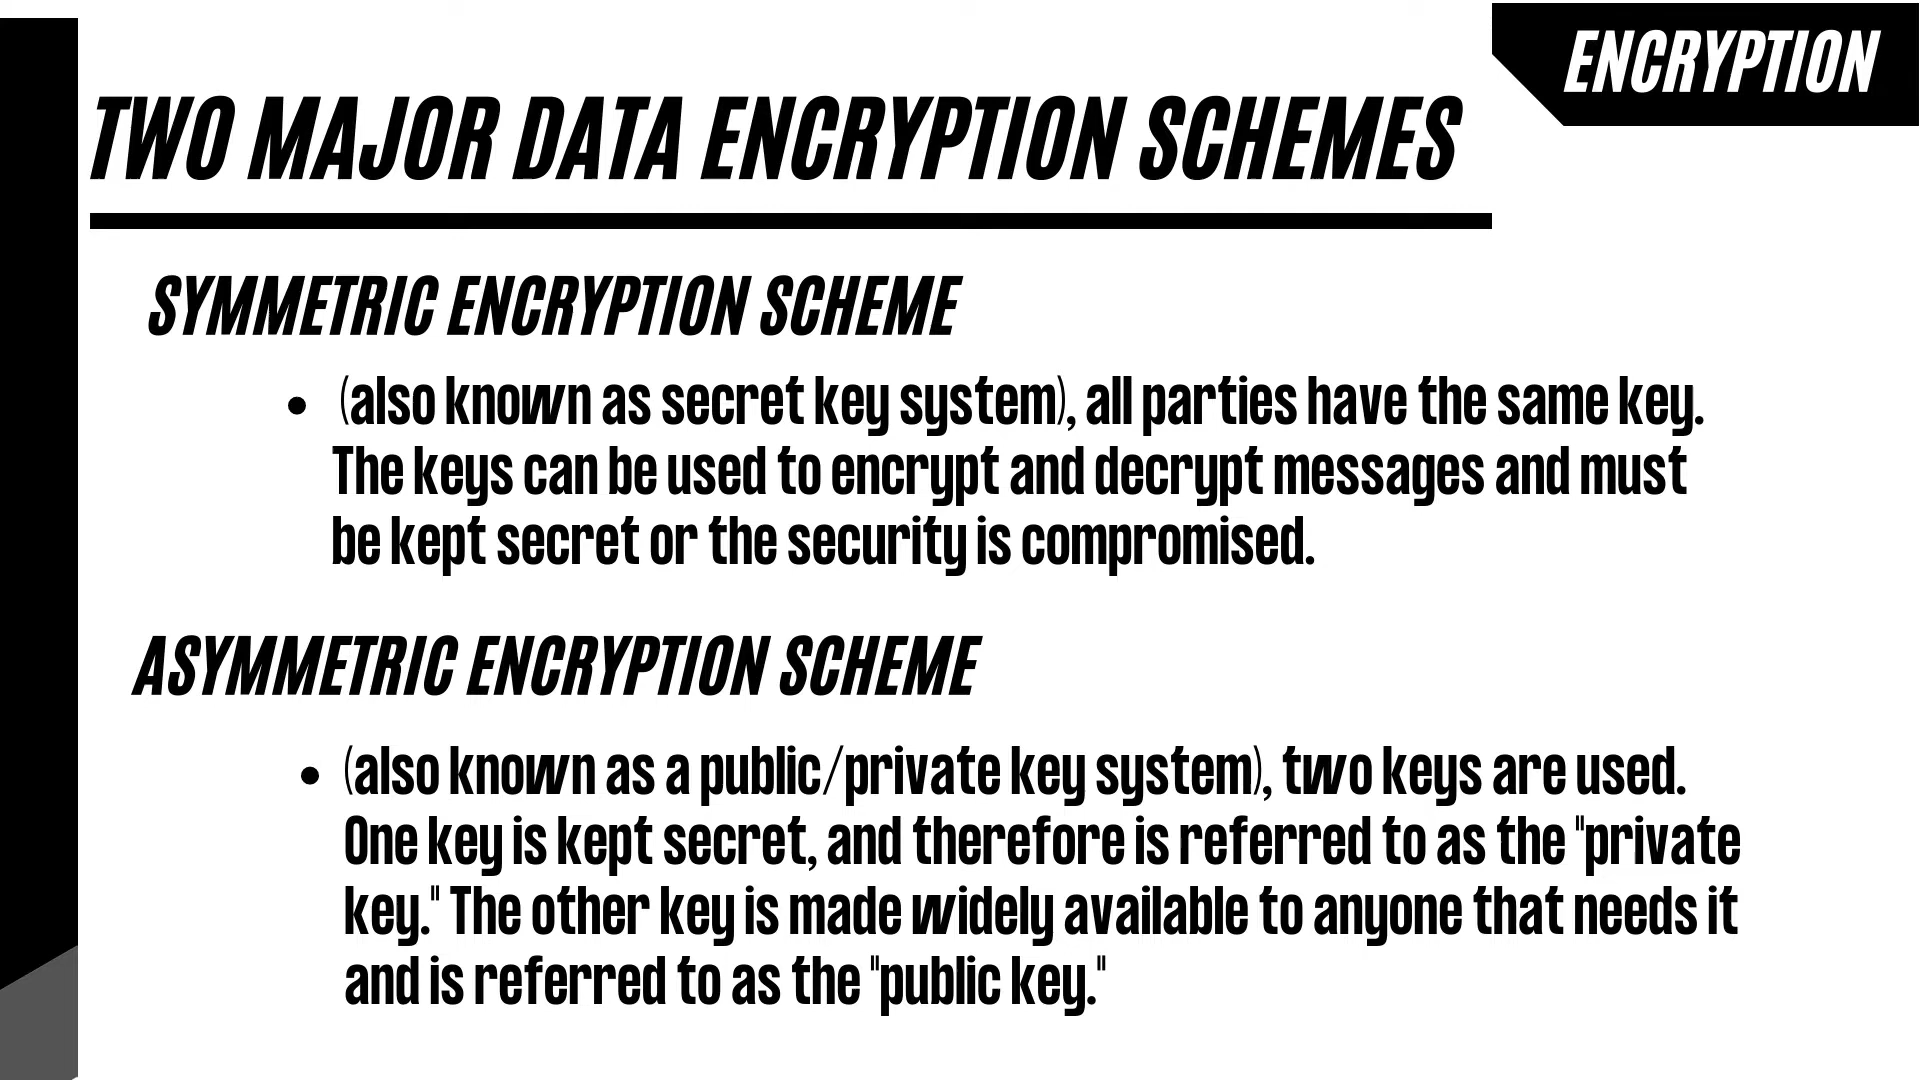 ENCRYPTION
TWO MAJOR DATA ENCRYPTION SCHEMES
SYMMETRIC ENCRYPTION SCHEME
• (also known as secret key system), all parties have the same key.
The keys can be used to encrypt and decrypt messages and must
be kept secret or the security is compromised.
ASYMMETRIC ENCRYPTION SCHEME
• (also known as a public/private key system), two keys are used.
One key is kept secret, and therefore is referred to as the "private
key." The other key is made widely available to anyone that needs it
and is referred to as the "public key."